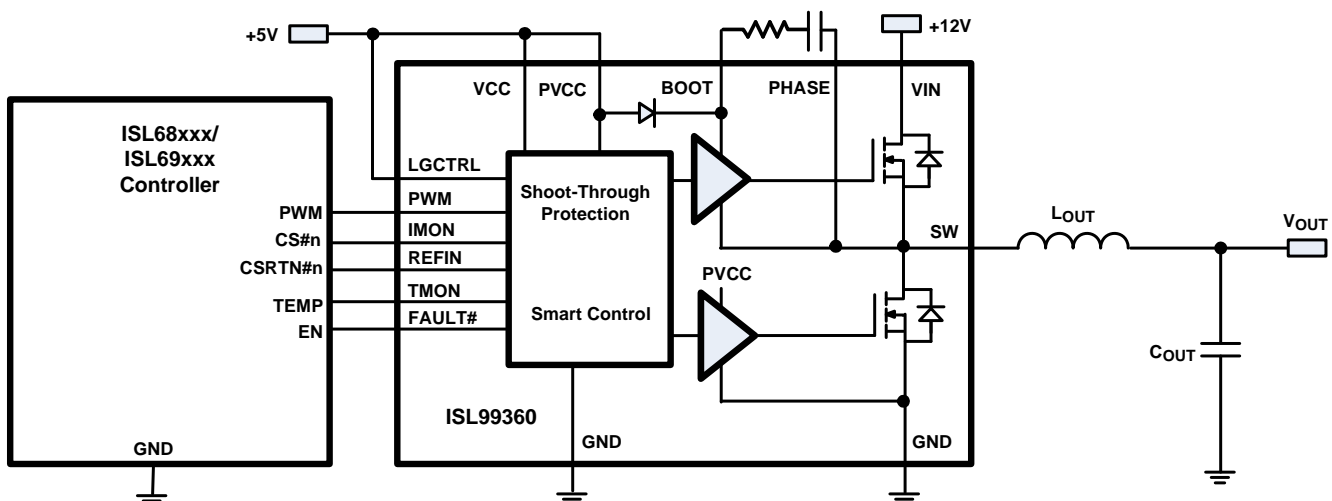 +5V
+12V
VCC
PVCC
BOOT
PHASE
VIN
ISL68xxx/
ISL69xxx
Controller
LGCTRL
PWM
PWM
CS#n
IMON
CSRTN#n
REFIN
TEMP
TMON
EN
FAULT#
Shoot-Through
Protection
Smart Control
PVCC
SW
LOUT
VOUT
COUT
ISL99360
GND
GND
GND